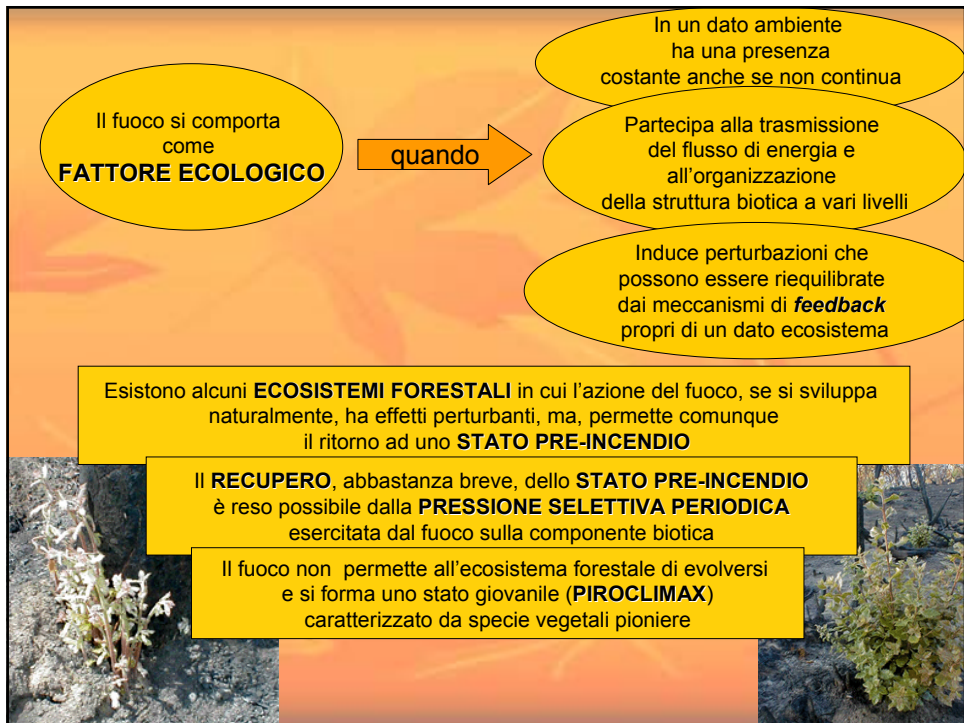 Il fuoco si comporta
come
FATTORE ECOLOGICO
quando
In un dato ambiente
ha una presenza
costante anche se non continua
Partecipa alla trasmissione
del flusso di energia e
all'organizzazione
della struttura biotica a vari livelli
Induce perturbazioni che
possono essere riequilibrate
dai meccanismi di feedback
propri di un dato ecosistema
Esistono alcuni ECOSISTEMI FORESTALI in cui l'azione del fuoco, se si sviluppa
naturalmente, ha effetti perturbanti, ma, permette comunque
il ritorno ad uno STATO PRE-INCENDIO
Il RECUPERO, abbastanza breve, dello STATO PRE-INCENDIO
è reso possibile dalla PRESSIONE SELETTIVA PERIODICA
esercitata dal fuoco sulla componente biotica
Il fuoco non permette all'ecosistema forestale di evolversi
e si forma uno stato giovanile (PIROCLIMAX)
caratterizzato da specie vegetali pioniere